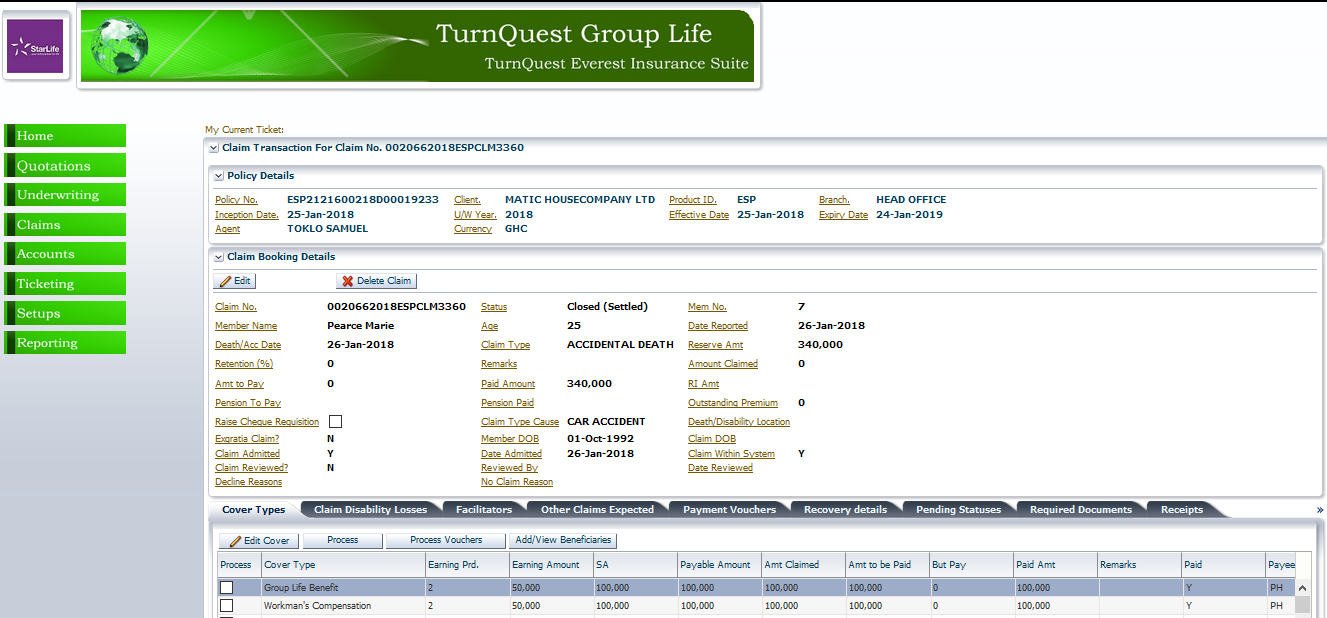 StarLife
TurnQuest Group Life
TurnQuest Everest Insurance Suite
Home
Quotations
Underwriting
Claims
Accounts
Ticketing
Setups
Reporting
My Current Ticket:
Claim Transaction For Claim No. 0020662018ESPCLM3360
Policy Details
Policy No. ESP2121600218D00019233 Client. MATIC HOUSECOMPANY LTD Product ID. ESP Branch. HEAD OFFICE
Inception Date. 25-Jan-2018 U/W Year. 2018 Effective Date 25-Jan-2018 Expiry Date 24-Jan-2019
Agent TOKLO SAMUEL Currency GHC
Claim Booking Details
Edit Delete Claim
Claim No. 0020662018ESPCLM3360 Status Closed (Settled) Mem No. 7
Member Name Pearce Marie Age 25 Date Reported 26-Jan-2018
Death/Acc Date 26-Jan-2018 Claim Type ACCIDENTAL DEATH Reserve Amt 340,000
Retention (%) 0 Remarks Amount Claimed 0
Amt to Pay 0 Paid Amount 340,000 RI Amt
Pension To Pay Pension Paid Outstanding Premium 0
Raise Cheque Requisition Claim Type Cause CAR ACCIDENT Death/Disability Location
Exgratia Claim? N Member DOB 01-Oct-1992 Claim DOB
Claim Admitted Y Date Admitted 26-Jan-2018 Claim Within System Y
Claim Reviewed? N Reviewed By Date Reviewed
Decline Reasons No Claim Reason
Cover Types Claim Disability Losses Facilitators Other Claims Expected Payment Vouchers Recovery details Pending Statuses Required Documents Receipts »
Edit Cover Process Process Vouchers Add/View Beneficiaries
Process Cover Type Earning Prd. Earning Amount SA Payable Amount Amt Claimed Amt to be Paid But Pay Paid Amt Remarks Paid Payee
Group Life Benefit 2 50,000 100,000 100,000 100,000 100,000 0 100,000 Y PH
Workman's Compensation 2 50,000 100,000 100,000 100,000 100,000 0 100,000 Y PH